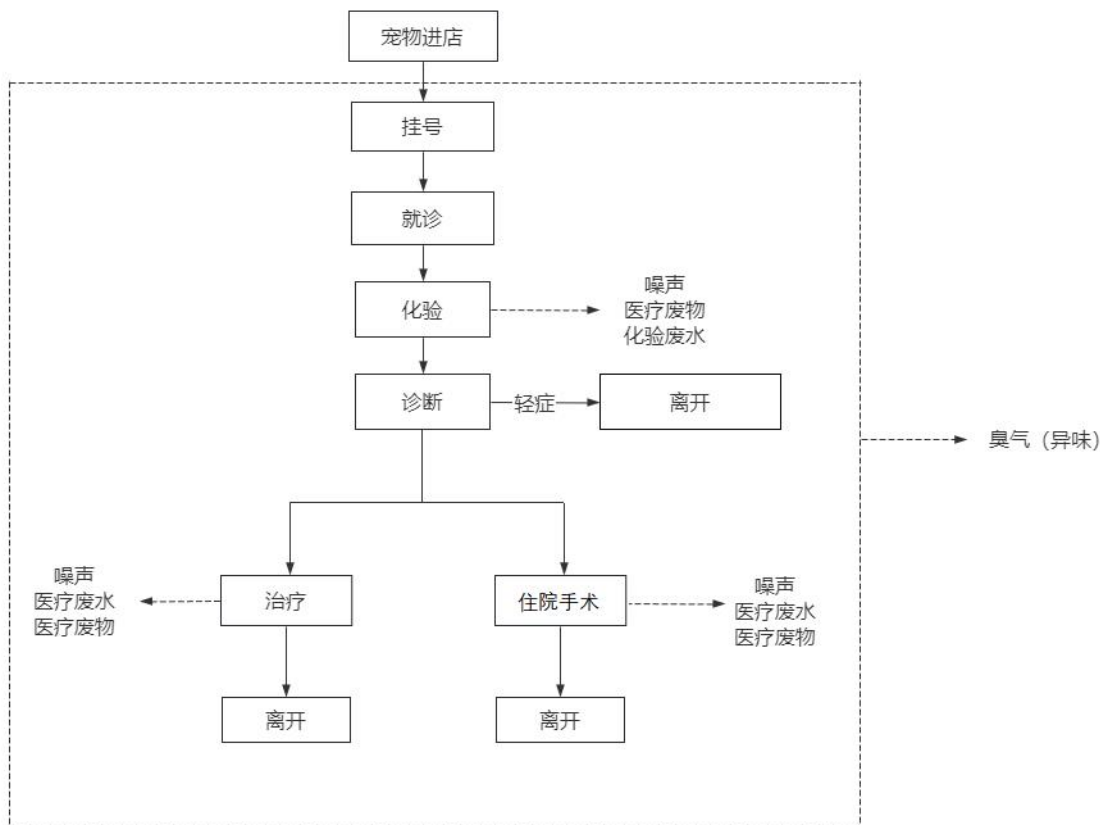 宠物进店
挂号
就诊
化验
噪声
医疗废物
化验废水
诊断
轻症
离开
臭气（异味）
噪声
医疗废水
医疗废物
治疗
住院手术
噪声
医疗废水
医疗废物
离开
离开